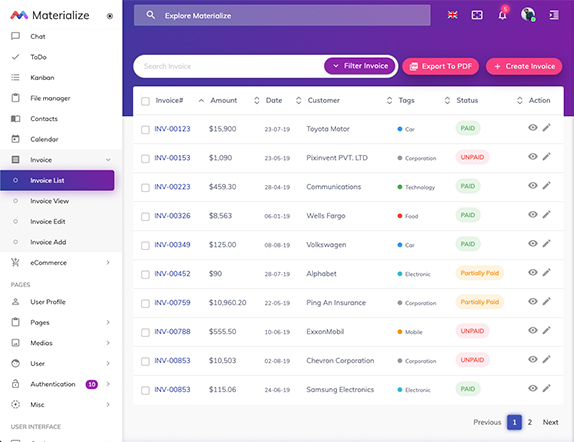 Materialize
Explore Materialize
5
Chat
ToDo
Kanban
File manager
Contacts
Calendar
Invoice
Invoice List
Invoice View
Invoice Edit
Invoice Add
eCommerce
PAGES
User Profile
Pages
Medias
User
Authentication 10
Misc
USER INTERFACE
Search Invoice
Filter Invoice
Export To PDF
Create Invoice
Invoice# Amount Date Customer Tags Status Action
INV-00123 $15,900 23-07-19 Toyota Motor Car PAID
INV-00153 $1,090 23-05-19 Pixinvent PVT. LTD Corporation UNPAID
INV-00223 $459.30 28-04-19 Communications Technology PAID
INV-00326 $8,563 06-01-19 Wells Fargo Food PAID
INV-00349 $125.00 08-08-19 Volkswagen Car PAID
INV-00452 $90 28-07-19 Alphabet Electronic Partially Paid
INV-00759 $10,960.20 22-05-19 Ping An Insurance Corporation Partially Paid
INV-00788 $555.50 10-06-19 ExxonMobil Mobile UNPAID
INV-00853 $10,503 02-08-19 Chevron Corporation Corporation UNPAID
INV-00853 $115.06 24-06-19 Samsung Electronics Electronic PAID
Previous 1 2 Next